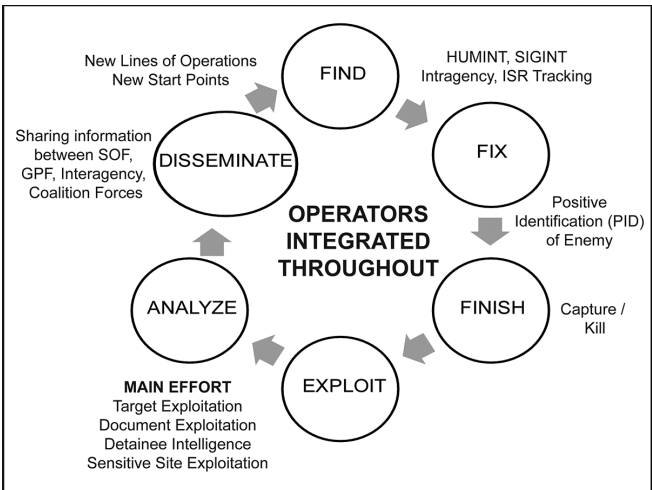 New Lines of Operations
New Start Points
FIND
HUMINT, SIGINT
Intragency, ISR Tracking
Sharing information
between SOF,
GPF, Interagency,
Coalition Forces
DISSEMINATE
FIX
OPERATORS
INTEGRATED
THROUGHOUT
Positive
Identification (PID)
of Enemy
ANALYZE
FINISH
Capture /
Kill
EXPLOIT
MAIN EFFORT
Target Exploitation
Document Exploitation
Detainee Intelligence
Sensitive Site Exploitation